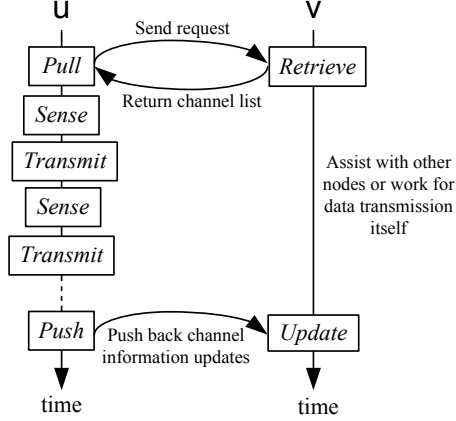 u
v
Send request
Pull
Retrieve
Return channel list
Sense
Transmit
Sense
Transmit
Assist with other
nodes or work for
data transmission
itself
Push
Push back channel
information updates
Update
time
time